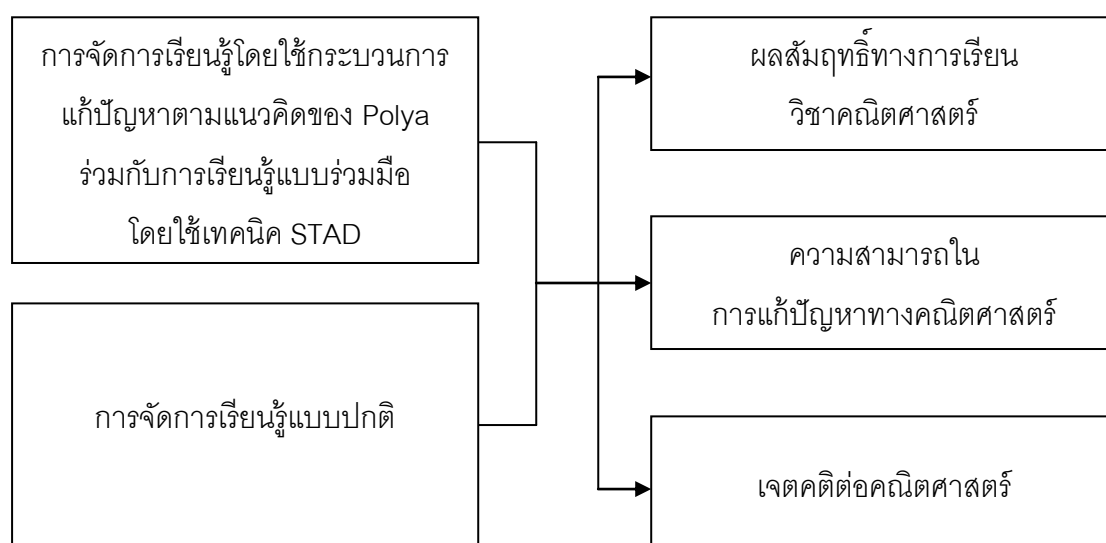 การจัดการเรียนรู้โดยใช้กระบวนการ
แก้ปัญหาตามแนวคิดของ Polya
ร่วมกับการเรียนรู้แบบร่วมมือ
โดยใช้เทคนิค STAD
การจัดการเรียนรู้แบบปกติ
ผลสัมฤทธิ์ทางการเรียน
วิชาคณิตศาสตร์
ความสามารถใน
การแก้ปัญหาทางคณิตศาสตร์
เจตคติต่อคณิตศาสตร์